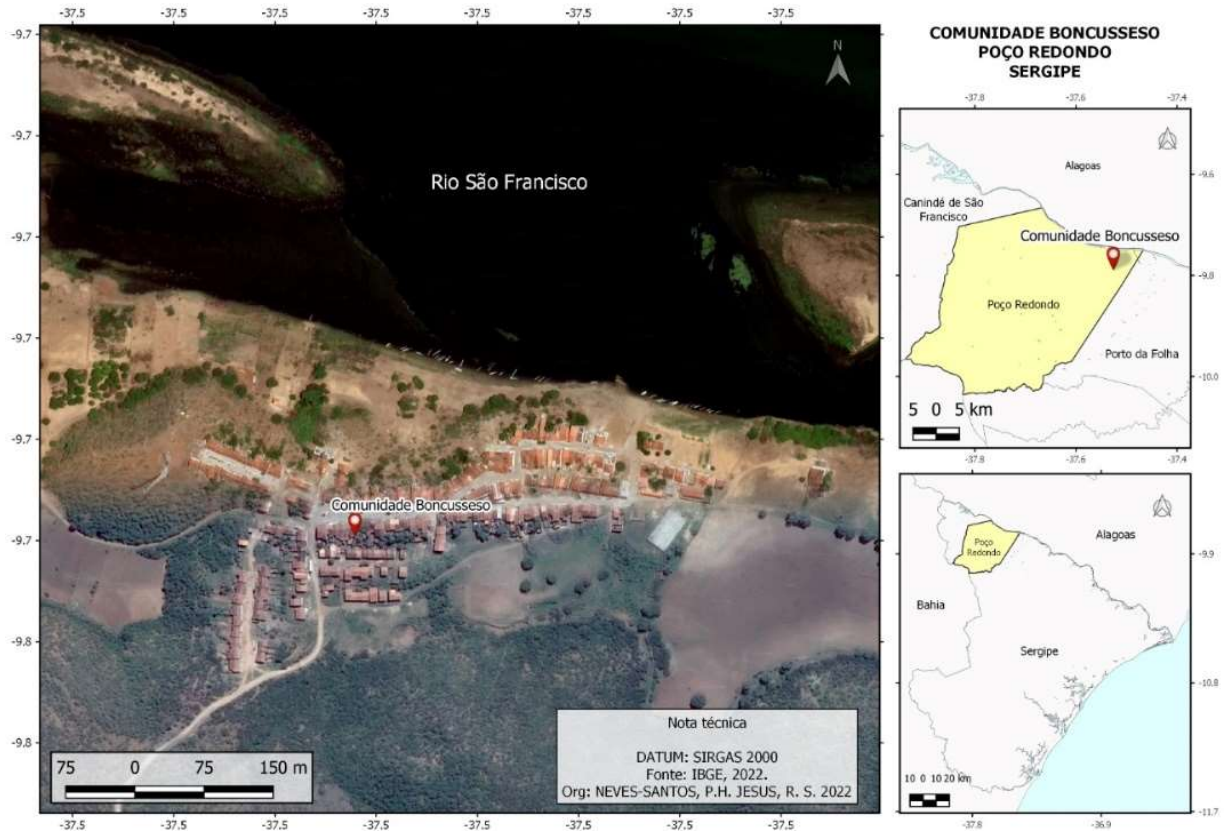 -37.5 -37.5 -37.5 -37.5 -37.5 -37.5 -37.5 -37.5 -37.5
-9.7
-9.7
-9.7
-9.7
-9.7
-9.7
-9.8
-9.8
N
Rio São Francisco
Comunidade Boncusseso
75 0 75 150 m
Nota técnica
DATUM: SIRGAS 2000
Fonte: IBGE, 2022.
Org: NEVES-SANTOS, P.H. JESUS, R. S. 2022
-37.5 -37.5 -37.5 -37.5 -37.5 -37.5 -37.5 -37.5 -37.5
COMUNIDADE BONCUSSESO
POÇO REDONDO
SERGIPE
-37.8 -37.6 -37.4
Alagoas
-9.6
Canindé de São
Francisco
Comunidade Boncusseso
-9.8
Poço Redondo
Porto da Folha
-10.0
5 0 5 km
-37.8 -37.6 -37.4
Alagoas
Poço
Redondo
-9.9
Bahia
Sergipe
-10.8
10 0 10 20 km
-11.7
-37.8 -36.9